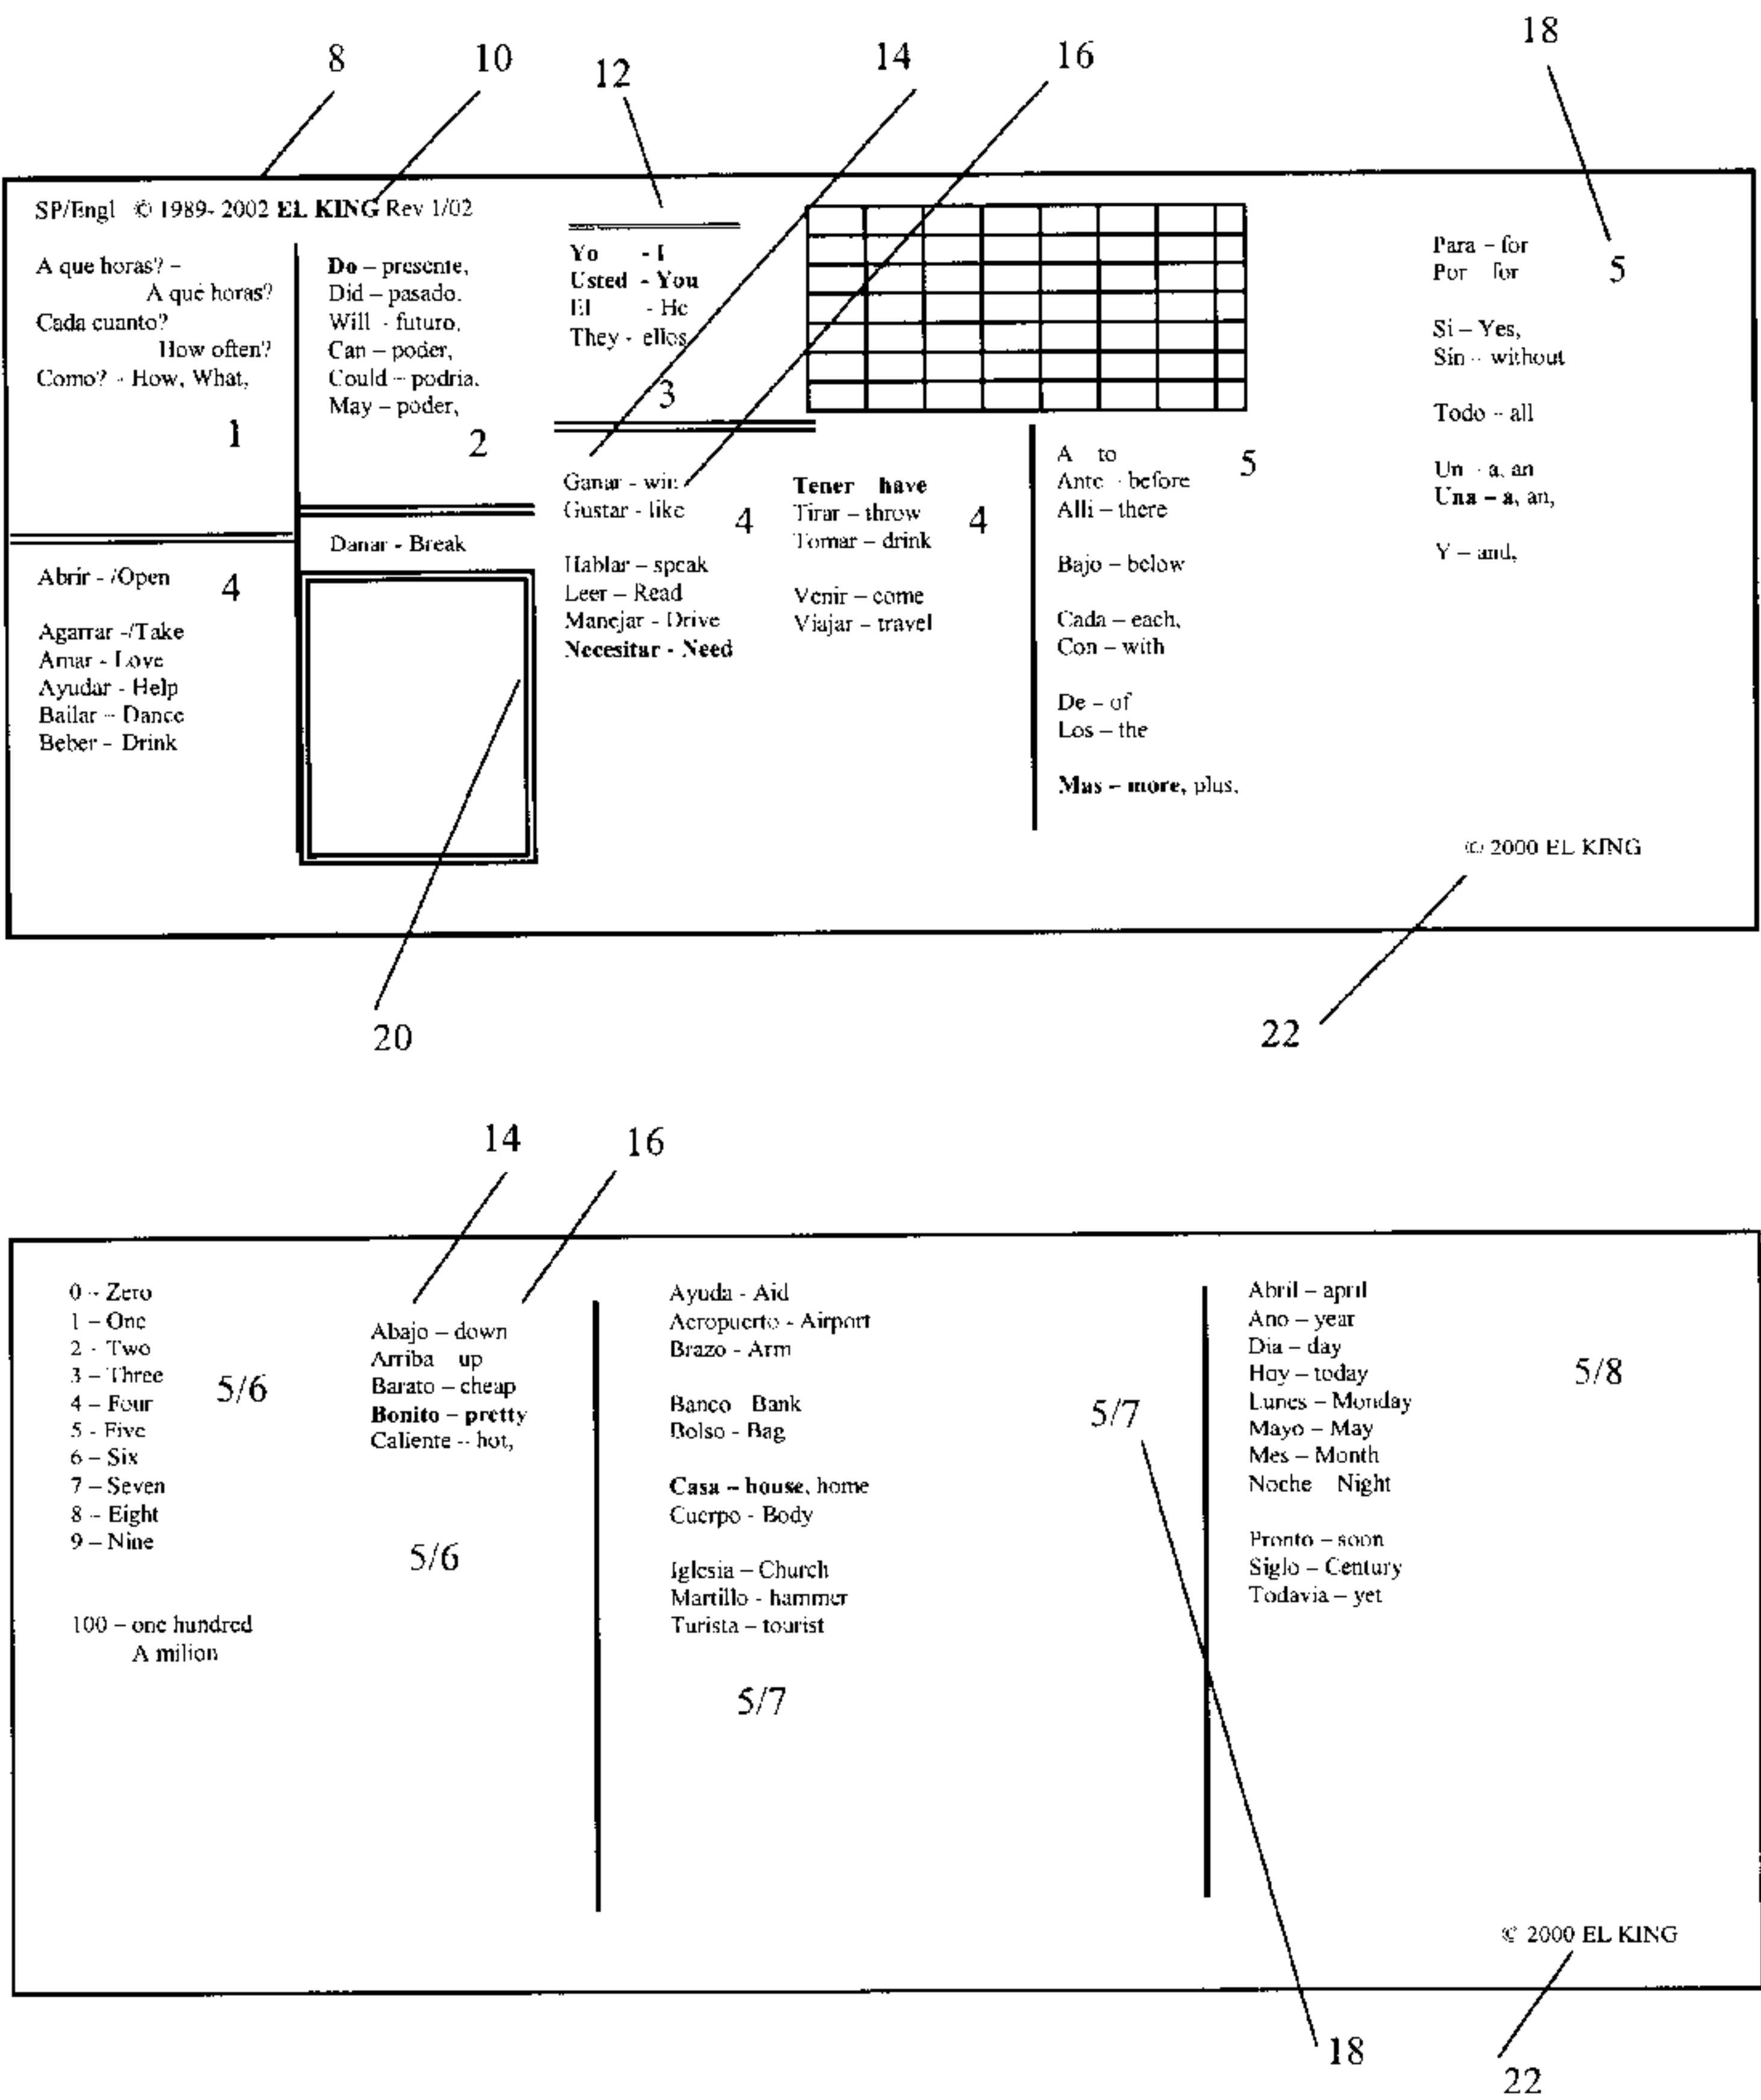 8 10 12 14 16 18
SP/Engl © 1989- 2002 EL KING Rev 1/02
A que horas? –
A que horas?
Cada cuanto?
How often?
Como? - How, What,
1
Do – presente,
Did – pasado.
Will - futuro,
Can – poder,
Could – podria.
May – poder,
2
Yo - I
Usted - You
El - He
They - ellos
3
Para – for
Por for
5
Si – Yes,
Sin – without
Todo – all
Un - a, an
Una – a, an,
Y – and,
Abrir - /Open
4
Agarrar -/Take
Amar - Love
Ayudar - Help
Bailar – Dance
Beber – Drink
Danar - Break
Ganar - win
Gustar - like
4
Hablar – speak
Leer – Read
Manejar - Drive
Necesitar - Need
Tener have
Tirar – throw
Tomar – drink
4
Venir – come
Viajar – travel
A to
5
Ante - before
Alli – there
Bajo – below
Cada – each,
Con – with
De – of
Los – the
Mas – more, plus,
© 2000 EL KING
20
22
14 16
0 – Zero
1 – One
2 - Two
3 – Three
4 – Four
5 - Five
6 – Six
7 – Seven
8 – Eight
9 – Nine
5/6
100 – one hundred
A milion
Abajo – down
Arriba up
Barato – cheap
Bonito – pretty
Caliente – hot,
5/6
Ayuda - Aid
Aeropuerto - Airport
Brazo - Arm
Banco Bank
Bolso - Bag
5/7
Casa – house, home
Cuerpo - Body
Iglesia – Church
Martillo - hammer
Turista – tourist
5/7
Abril – april
Ano – year
Dia – day
Hoy – today
5/8
Lunes – Monday
Mayo – May
Mes – Month
Noche Night
Pronto – soon
Siglo – Century
Todavia – yet
© 2000 EL KING
18
22